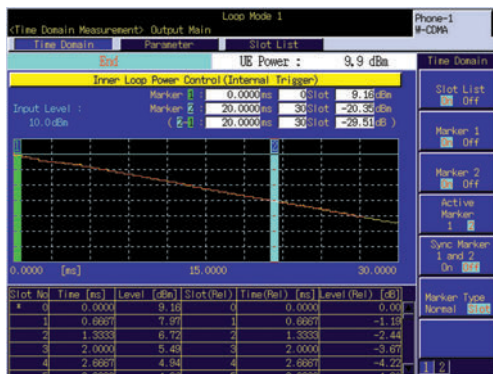 Loop Mode 1
Phone-1
W-CDMA
<Time Domain Measurement> Output Main
Time Domain Parameter Slot List
End UE Power : 9.9 dBm
Time Domain
Inner Loop Power Control(Internal Trigger)
Marker 1 : 0.0000 ms 0 Slot 9.16 dBm
Input Level : Marker 2 : 20.0000 ms 30 Slot -20.35 dBm
10.0dBm ( 2-1 : 20.0000 ms 30 Slot -29.51 dB )
Slot List
On Off
Marker 1
On Off
Marker 2
On Off
Active
Marker
1 2
Sync Marker
1 and 2
On Off
Marker Type
Normal Slot
1 2
1 2
0.0000 [ms] 15.0000 30.0000
Slot No Time [ms] Level [dBm] Slot(Rel) Time(Rel) [ms] Level(Rel) [dB]
* 0 0.0000 9.16 0 0.0000 0.00
1 0.6667 7.97 1 0.6667 -1.19
2 1.3333 6.72 2 1.3333 -2.44
3 2.0000 5.49 3 2.0000 -3.67
4 2.6667 4.94 4 2.6667 -4.22